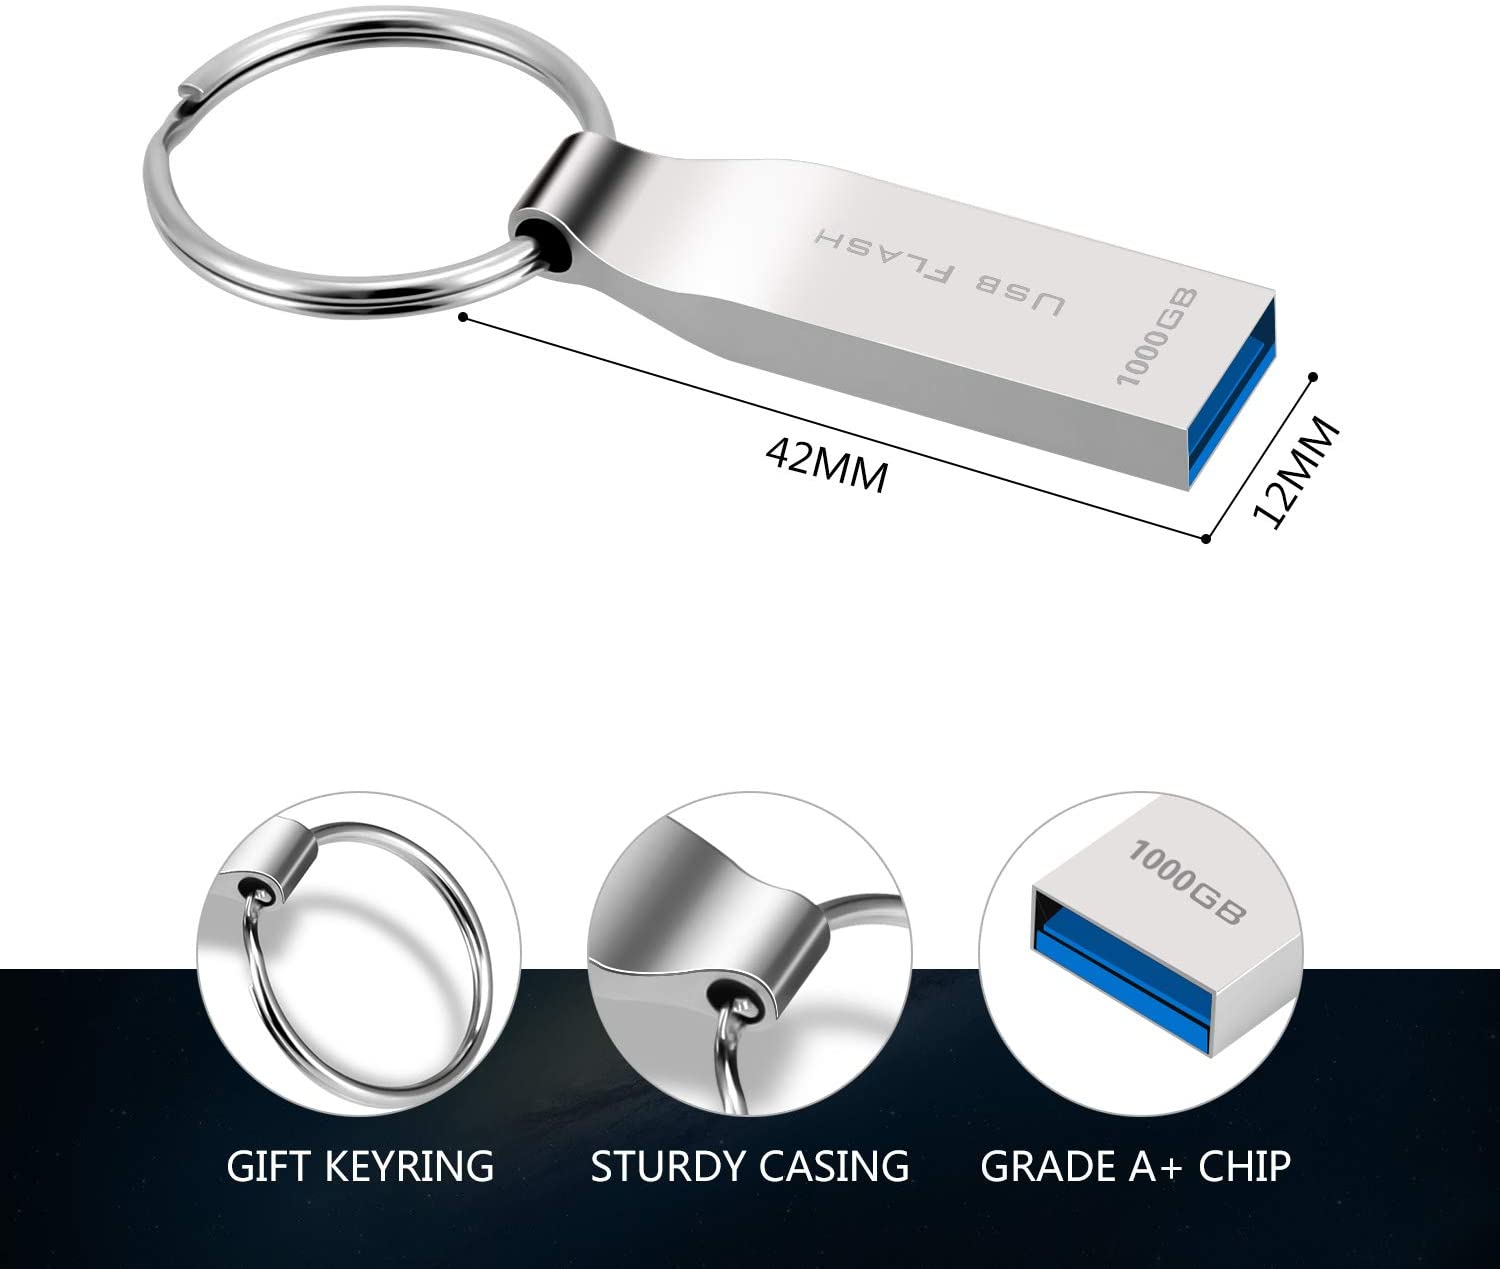 USB FLASH
1000GB
42MM
12MM
1000GB
GIFT KEYRING
STURDY CASING
GRADE A+ CHIP